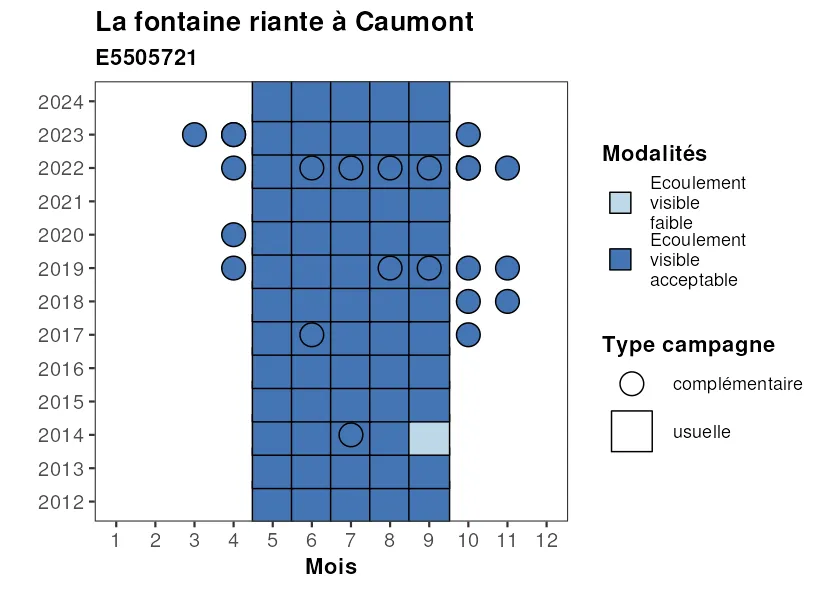 La fontaine riante à Caumont
E5505721
2024
2023
2022
2021
2020
2019
2018
2017
2016
2015
2014
2013
2012
1 2 3 4 5 6 7 8 9 10 11 12
Mois
Modalités
Ecoulement
visible
faible
Ecoulement
visible
acceptable
Type campagne
complémentaire
usuelle